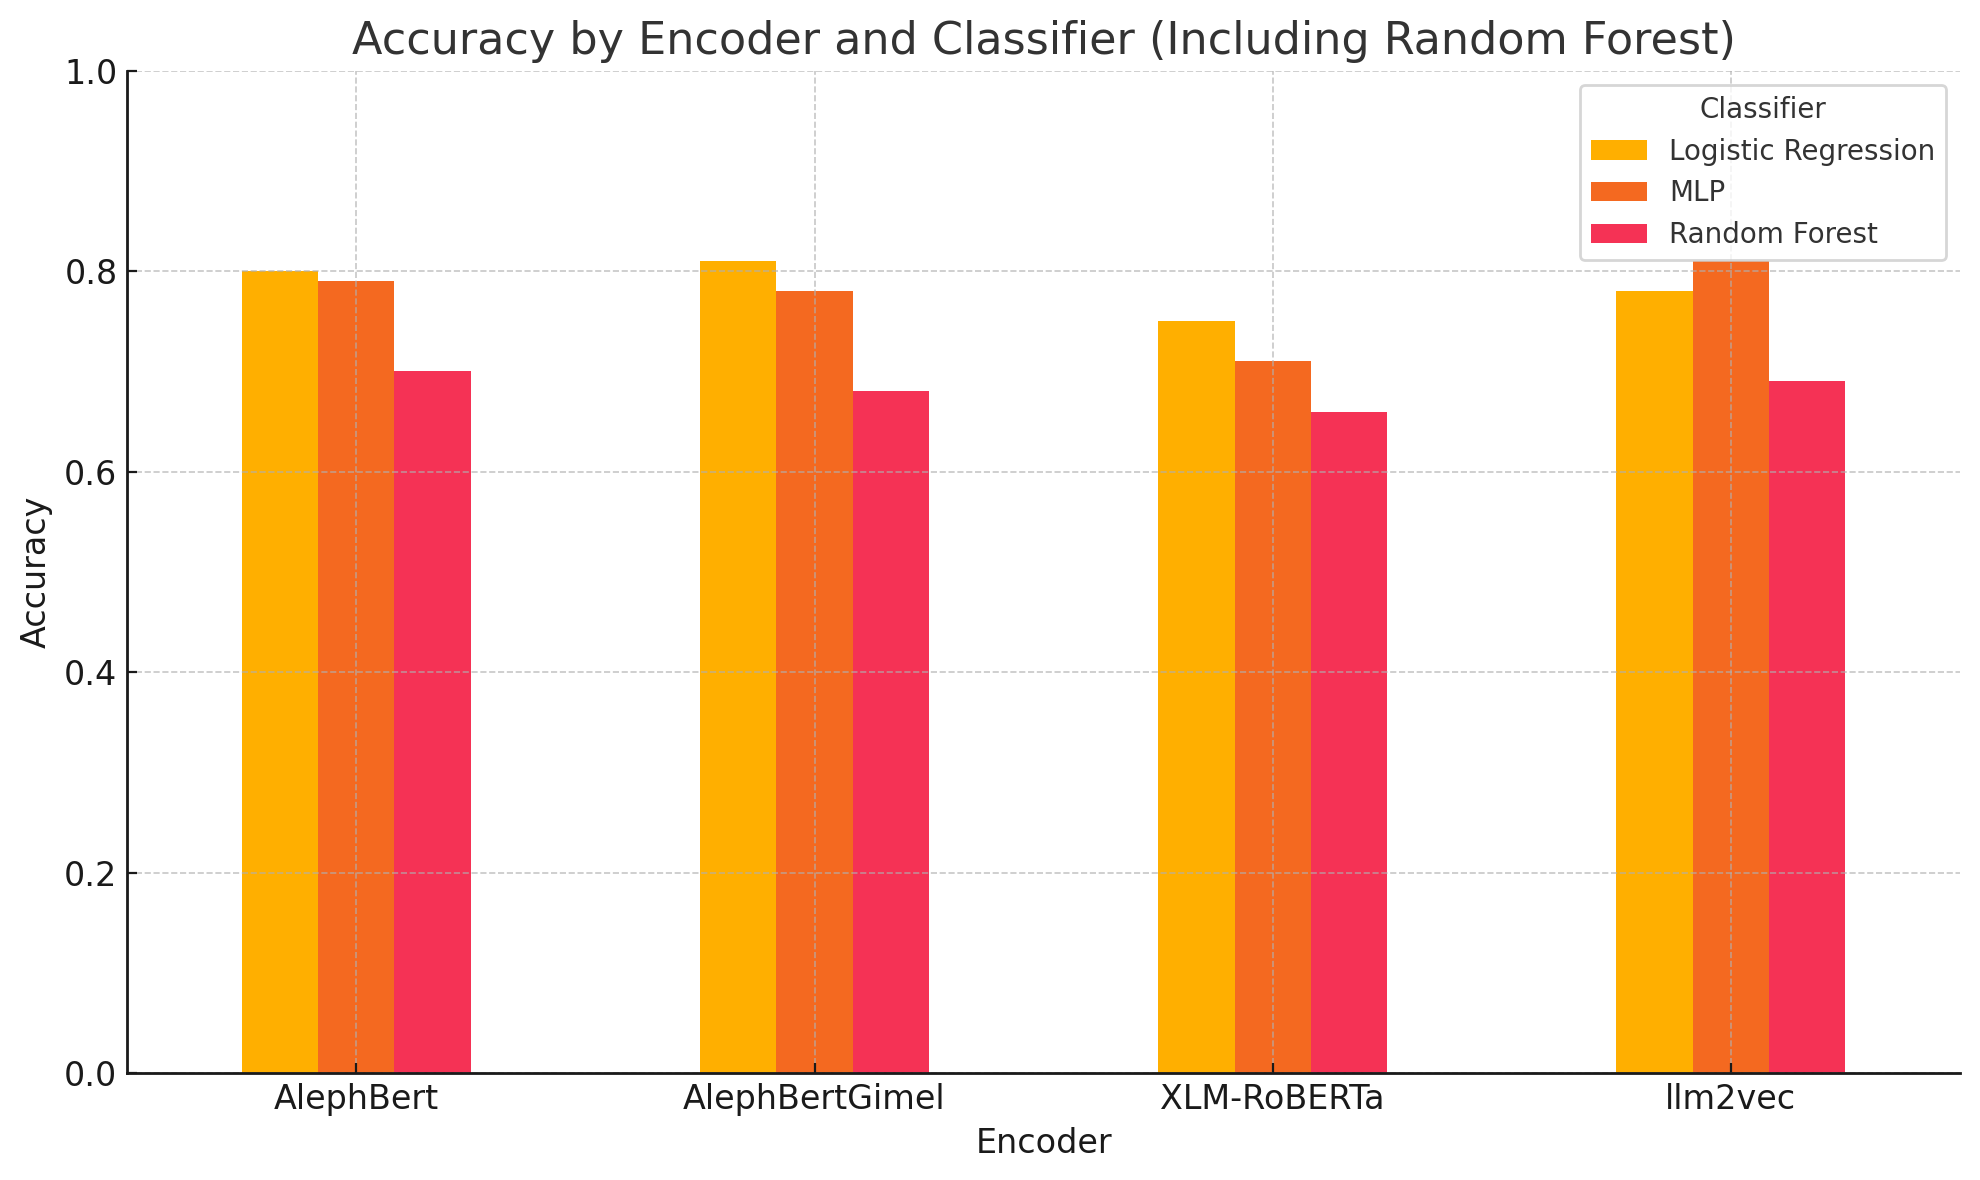 Accuracy by Encoder and Classifier (Including Random Forest)
1.0
0.8
0.6
0.4
0.2
0.0
Accuracy
Classifier
Logistic Regression
MLP
Random Forest
AlephBert
AlephBertGimel
XLM-RoBERTa
llm2vec
Encoder